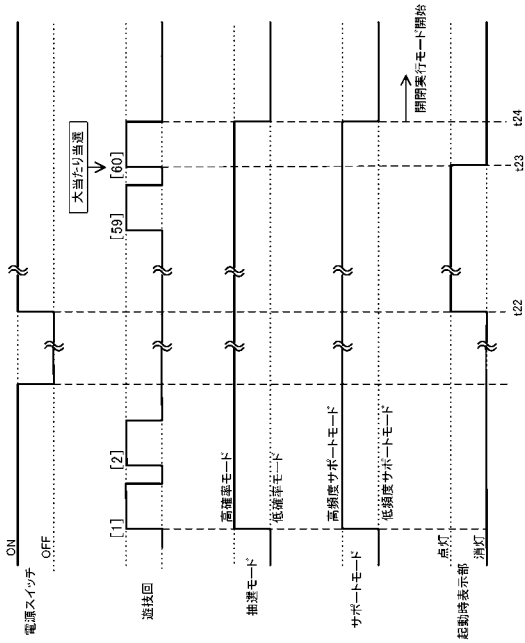 ON
電源スイッチ
OFF
[1]
[2]
[59]
[60]
大当たり当選
遊技回
高確率モード
抽選モード
低確率モード
高頻度サポートモード
サポートモード
低頻度サポートモード
開閉実行モード開始
点灯
起動時表示部
消灯
t22
t23
t24